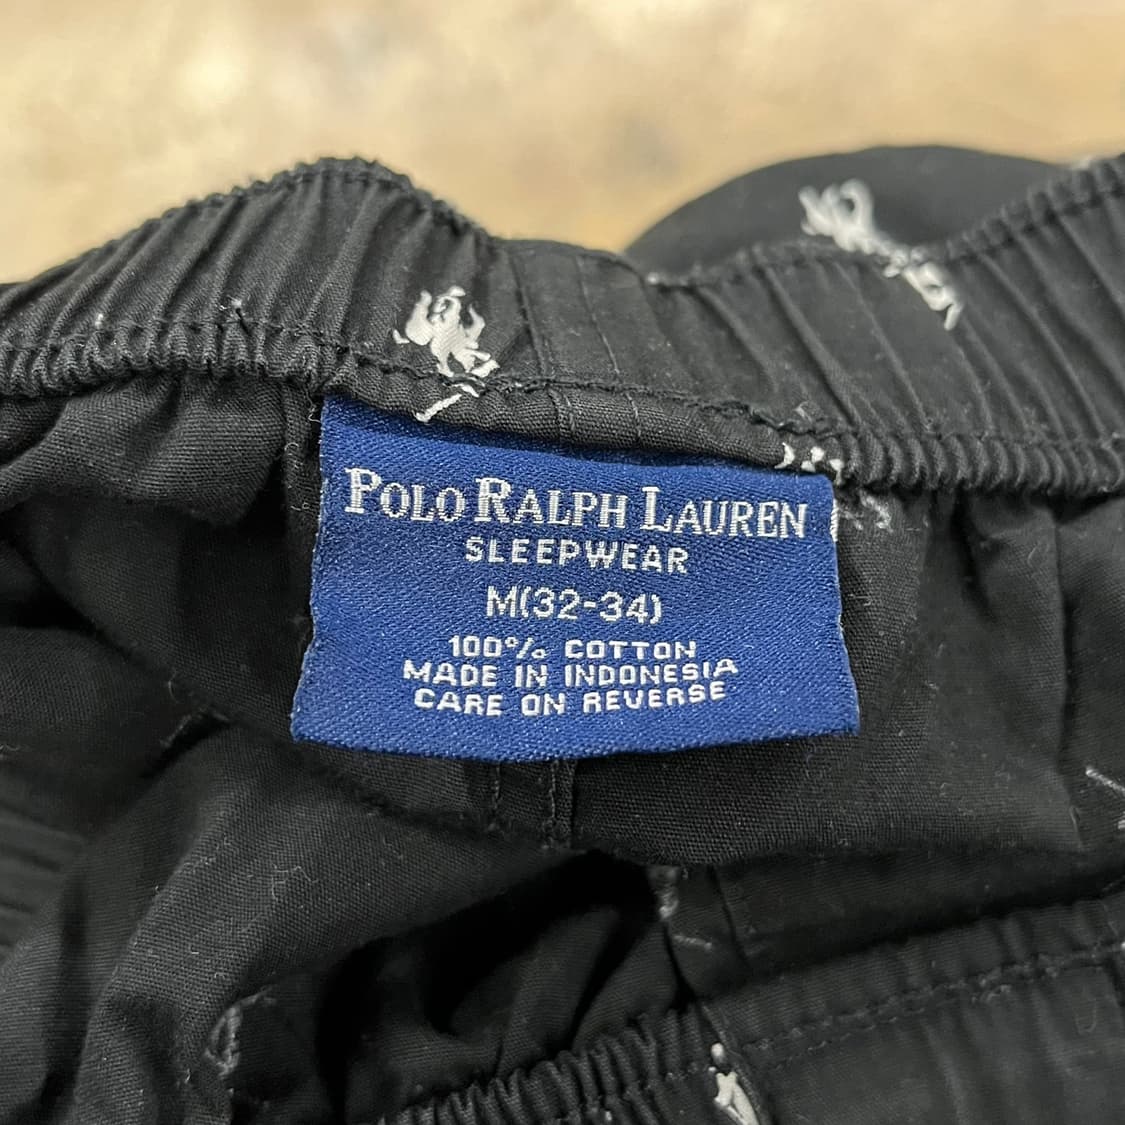 POLO RALPH LAUREN
SLEEPWEAR
M(32-34)
100% COTTON
MADE IN INDONESIA
CARE ON REVERSE